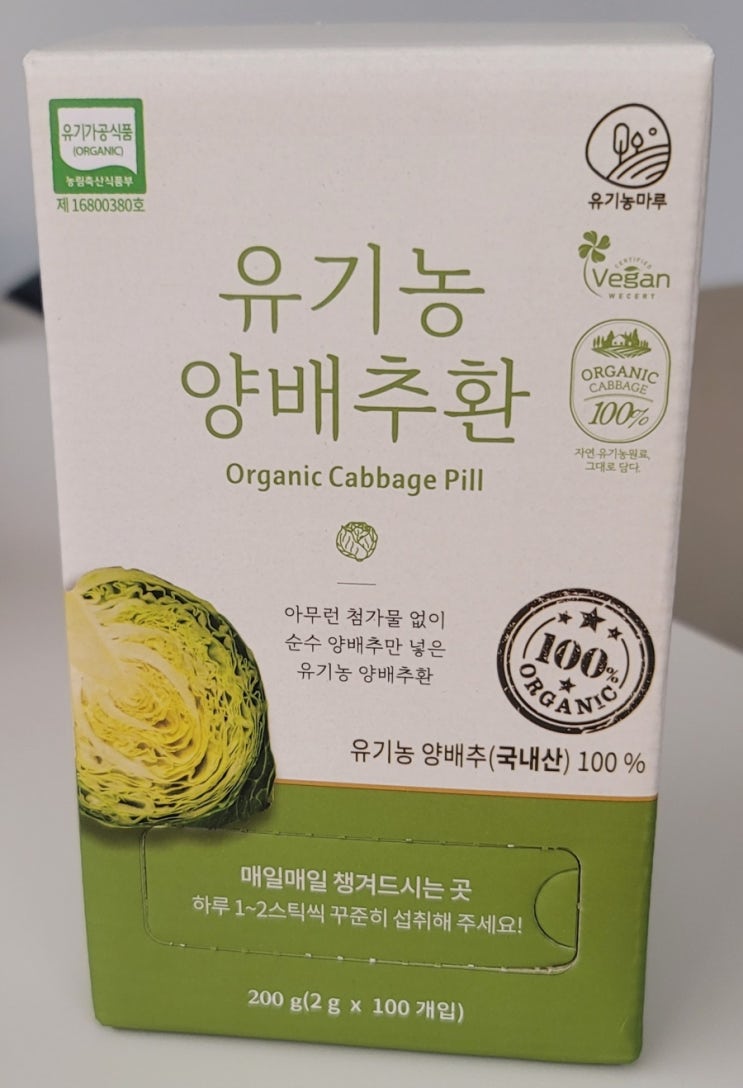 유기가공식품
(ORGANIC)
농림축산식품부
제 16800380호
유기농마루
CERTIFIED
Vegan
WECERT
ORGANIC
CABBAGE
100%
자연 유기농원료,
그대로 담다.
유기농
양배추환
Organic Cabbage Pill
아무런 첨가물 없이
순수 양배추만 넣은
유기농 양배추환
100%
ORGANIC
유기농 양배추(국내산) 100 %
매일매일 챙겨드시는 곳
하루 1~2스틱씩 꾸준히 섭취해 주세요!
200 g(2 g x 100 개입)